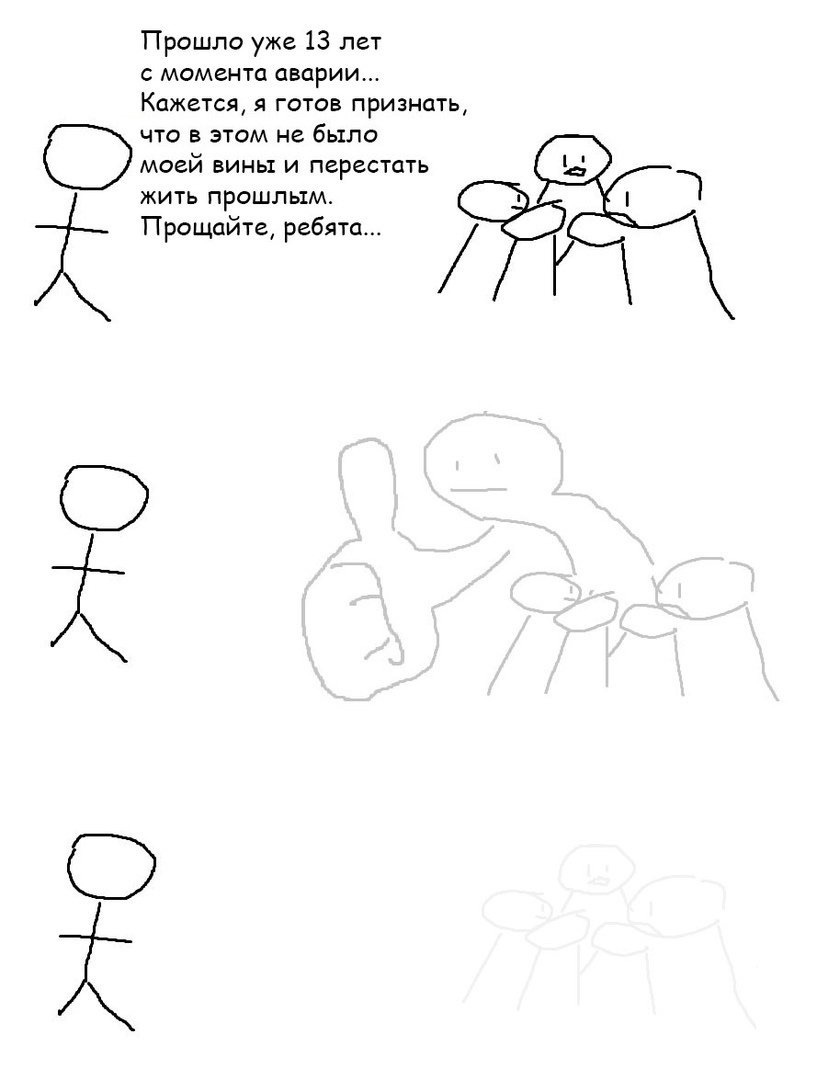 Прошло уже 13 лет
с момента аварии...
Кажется, я готов признать,
что в этом не было
моей вины и перестать
жить прошлым.
Прощайте, ребята...